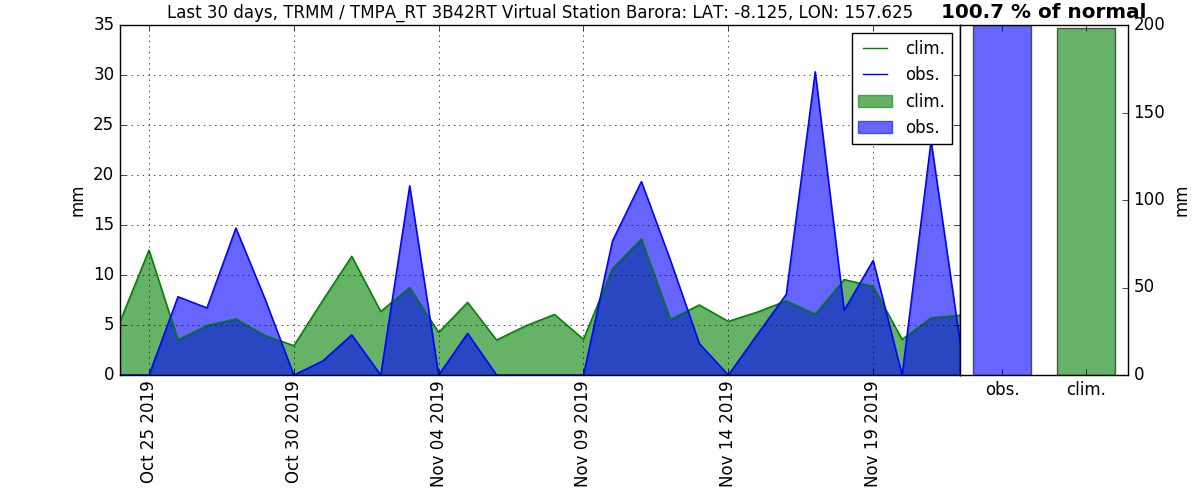 Last 30 days, TRMM / TMPA_RT 3B42RT Virtual Station Barora: LAT: -8.125, LON: 157.625
100.7 % of normal
35
30
25
20
15
10
5
0
mm
clim.
obs.
clim.
obs.
200
150
100
50
0
mm
Oct 25 2019
Oct 30 2019
Nov 04 2019
Nov 09 2019
Nov 14 2019
Nov 19 2019
obs.
clim.